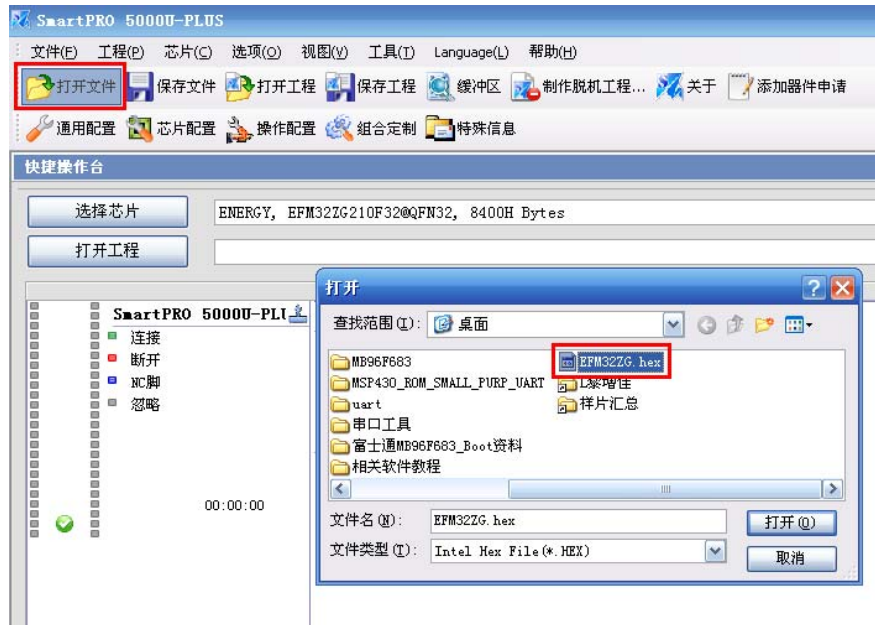 SmartPRO 5000U-PLUS
文件(F) 工程(P) 芯片(C) 选项(O) 视图(V) 工具(T) Language(L) 帮助(H)
打开文件 保存文件 打开工程 保存工程 缓冲区 制作脱机工程... 关于 添加器件申请
通用配置 芯片配置 操作配置 组合定制 特殊信息
快捷操作台
选择芯片 ENERGY, EFM32ZG210F32@QFN32, 8400H Bytes
打开工程
SmartPRO 5000U-PLU
连接
断开
NC脚
忽略
00:00:00
打开
查找范围(I): 桌面
MB96F683 EFM32ZG.hex
MSP430_ROM_SMALL_PURP_UART
uart 样片汇总
串口工具
富士通MB96F683_Boot资料
相关软件教程
文件名(N): EFM32ZG.hex 打开(O)
文件类型(T): Intel Hex File(*.HEX) 取消